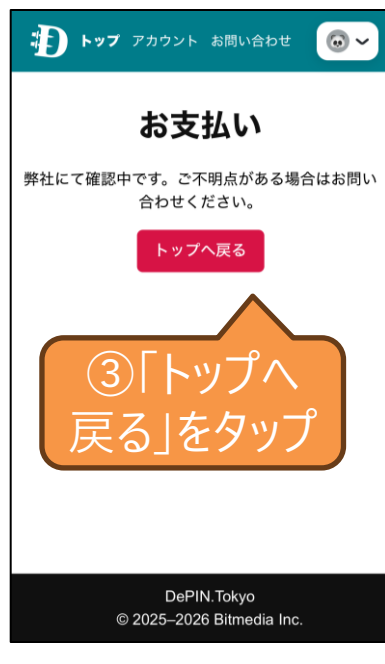 トップ アカウント お問い合わせ
お支払い
弊社にて確認中です。ご不明点がある場合はお問い
合わせください。
トップへ戻る
③「トップへ
戻る」をタップ
DePIN.Tokyo
© 2025–2026 Bitmedia Inc.